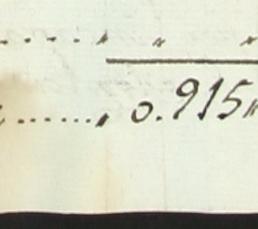 ........ " " "
....... " 0.915 "